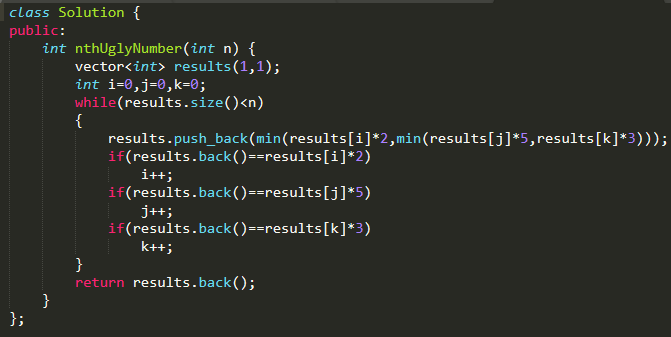 class Solution {
public:
    int nthUglyNumber(int n) {
        vector<int> results(1,1);
        int i=0,j=0,k=0;
        while(results.size()<n)
        {
            results.push_back(min(results[i]*2,min(results[j]*5,results[k]*3)));
            if(results.back()==results[i]*2)
                i++;
            if(results.back()==results[j]*5)
                j++;
            if(results.back()==results[k]*3)
                k++;
        }
        return results.back();
    }
};